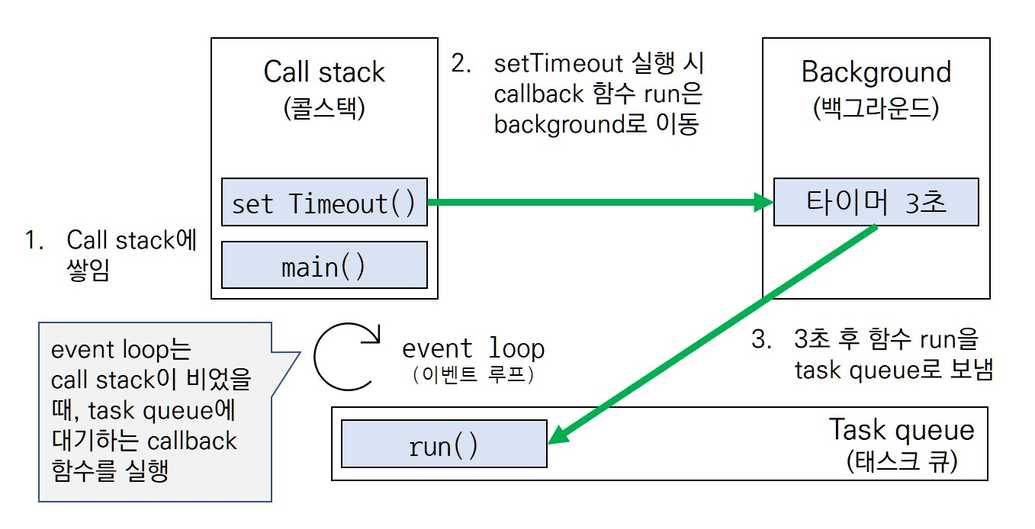 Call stack
(콜스택)
set Timeout()
main()
1. Call stack에
쌓임
2. setTimeout 실행 시
callback 함수 run은
background로 이동
Background
(백그라운드)
타이머 3초
3. 3초 후 함수 run을
task queue로 보냄
event loop
(이벤트 루프)
event loop는
call stack이 비었을
때, task queue에
대기하는 callback
함수를 실행
run()
Task queue
(태스크 큐)